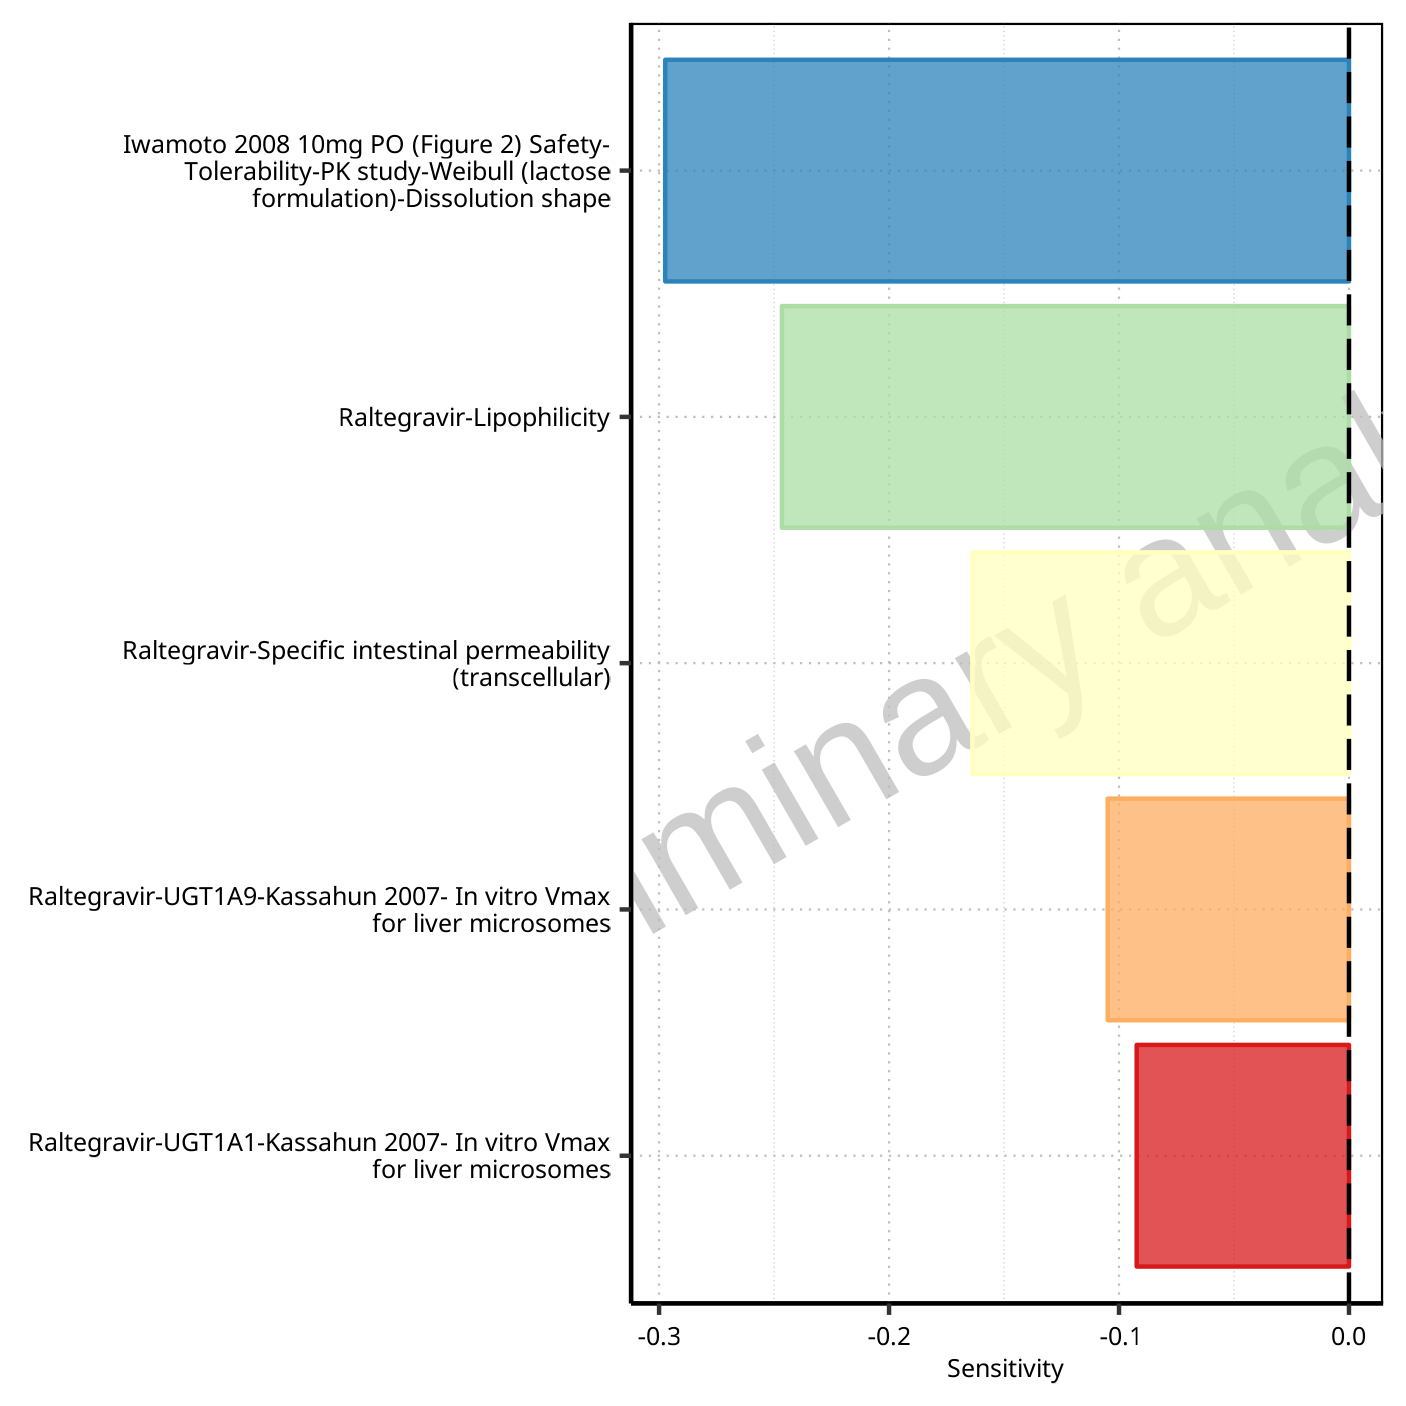 Iwamoto 2008 10mg PO (Figure 2) Safety-
Tolerability-PK study-Weibull (lactose
formulation)-Dissolution shape
Raltegravir-Lipophilicity
Raltegravir-Specific intestinal permeability
(transcellular)
Raltegravir-UGT1A9-Kassahun 2007- In vitro Vmax
for liver microsomes
Raltegravir-UGT1A1-Kassahun 2007- In vitro Vmax
for liver microsomes
minary anal
-0.3 -0.2 -0.1 0.0
Sensitivity